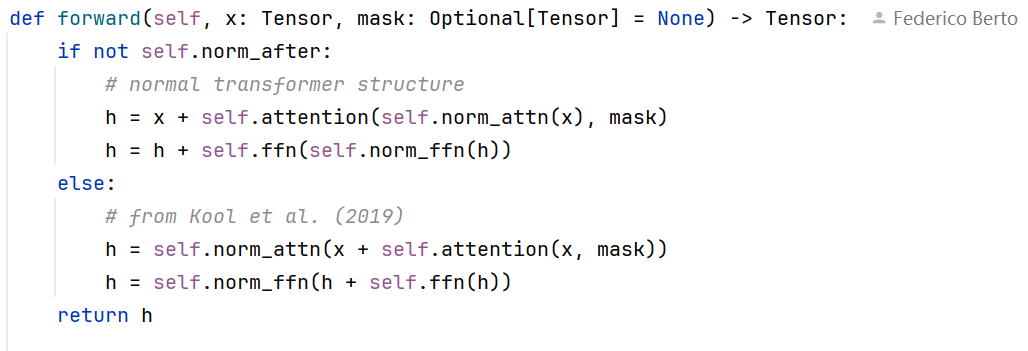 def forward(self, x: Tensor, mask: Optional[Tensor] = None) -> Tensor: Federico Berto
    if not self.norm_after:
        # normal transformer structure
        h = x + self.attention(self.norm_attn(x), mask)
        h = h + self.ffn(self.norm_ffn(h))
    else:
        # from Kool et al. (2019)
        h = self.norm_attn(x + self.attention(x, mask))
        h = self.norm_ffn(h + self.ffn(h))
    return h